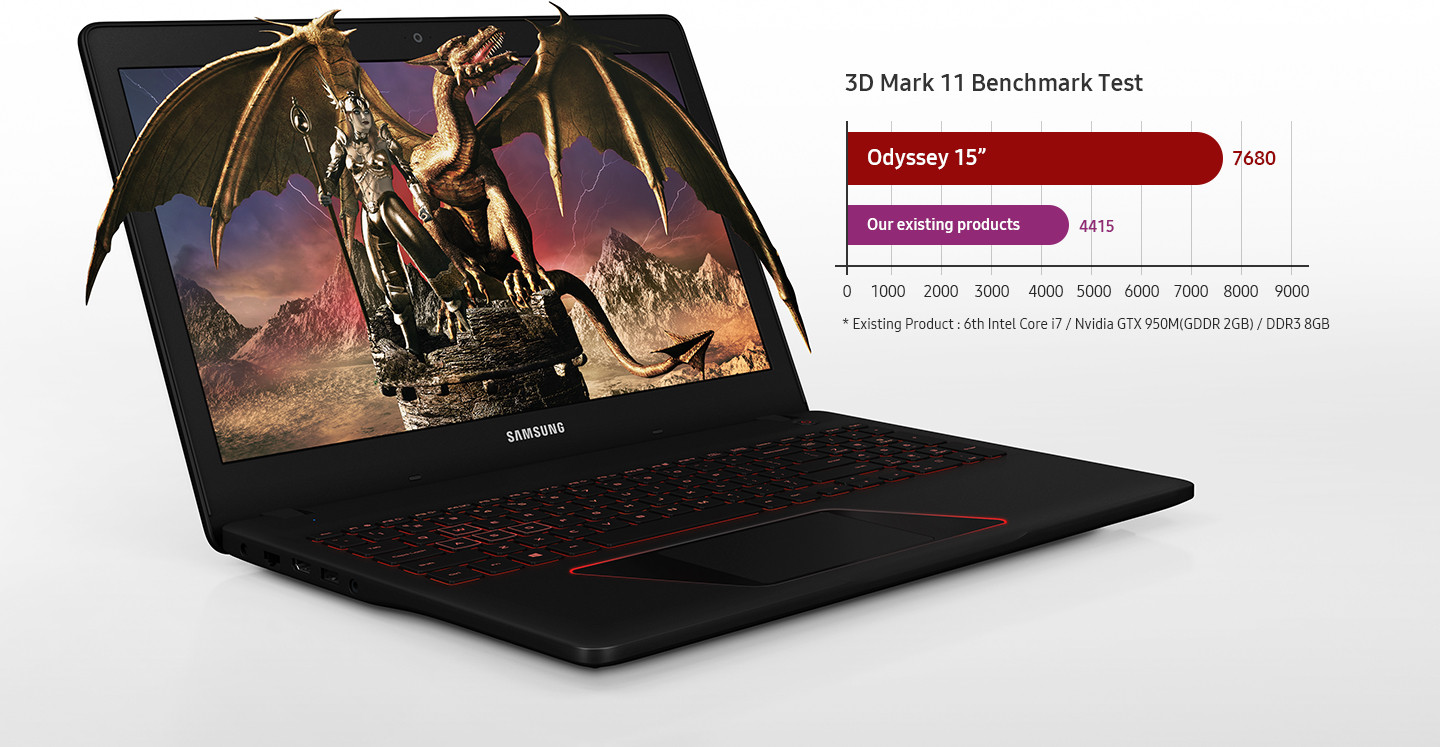 3D Mark 11 Benchmark Test
Odyssey 15”
7680
Our existing products
4415
0 1000 2000 3000 4000 5000 6000 7000 8000 9000
* Existing Product : 6th Intel Core i7 / Nvidia GTX 950M(GDDR 2GB) / DDR3 8GB
SAMSUNG